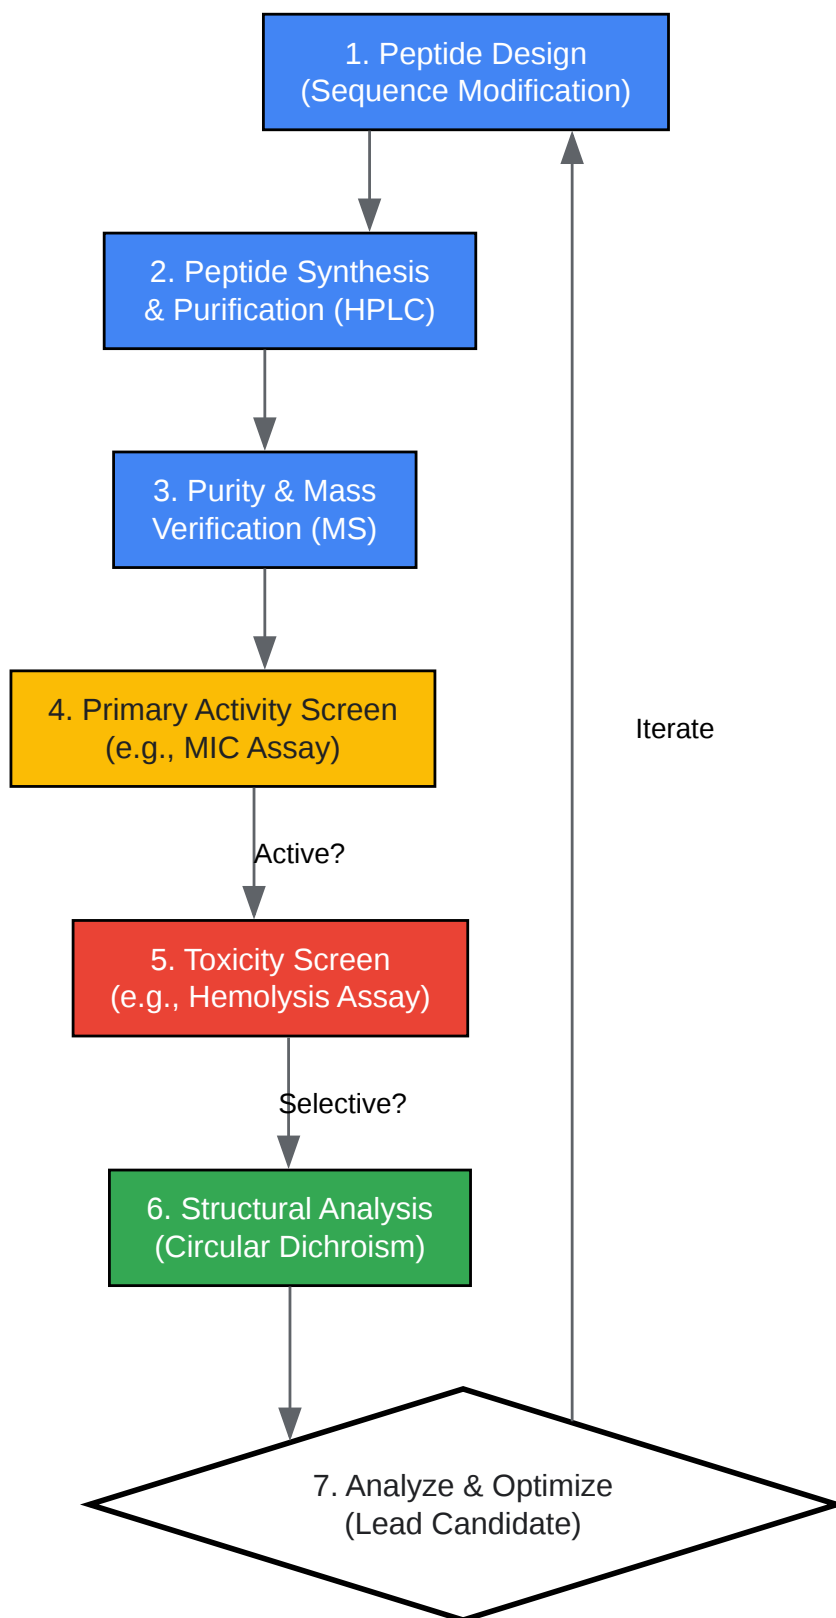 1. Peptide Design
(Sequence Modification)
2. Peptide Synthesis
& Purification (HPLC)
3. Purity & Mass
Verification (MS)
4. Primary Activity Screen
(e.g., MIC Assay)
Iterate
Active?
5. Toxicity Screen
(e.g., Hemolysis Assay)
Selective?
6. Structural Analysis
(Circular Dichroism)
7. Analyze & Optimize
(Lead Candidate)